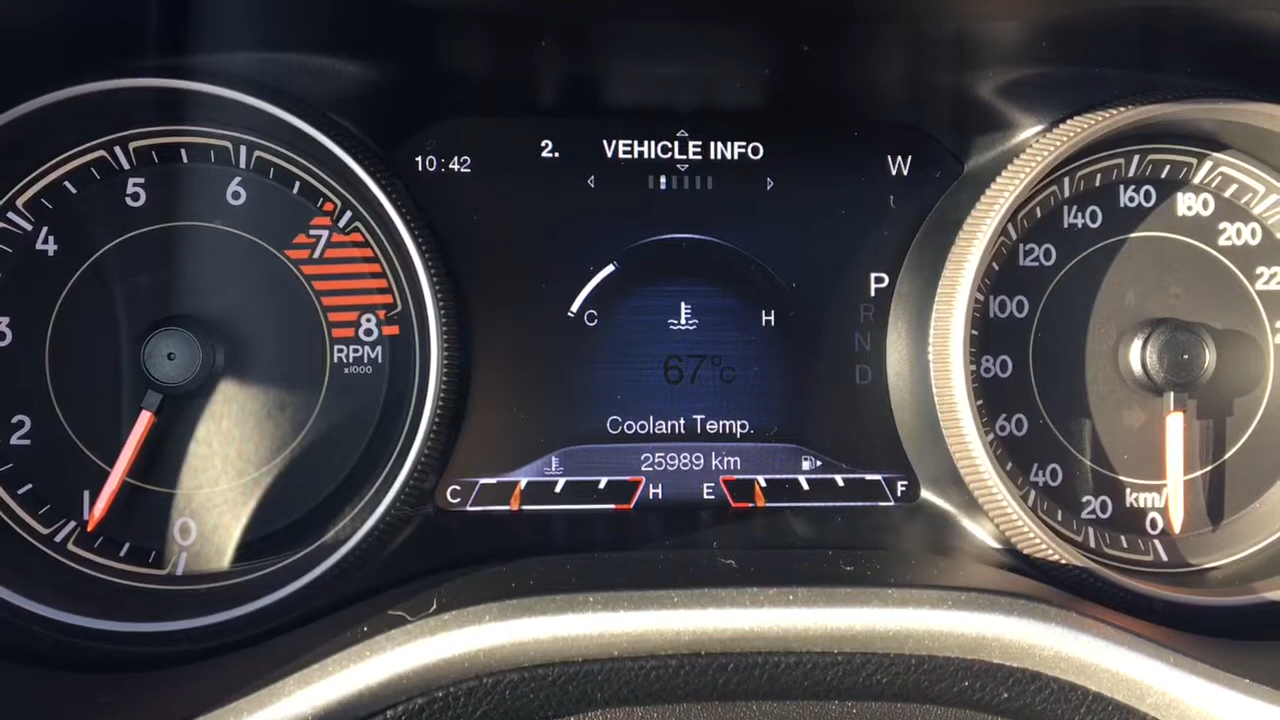 10:42
2. VEHICLE INFO
W
C H
67°C
Coolant Temp.
25989 km
C H E F
P
R
N
D
0
1
2
3
4
5
6
7
8
RPM
x1000
0
20
40
60
80
100
120
140
160
180
200
km/